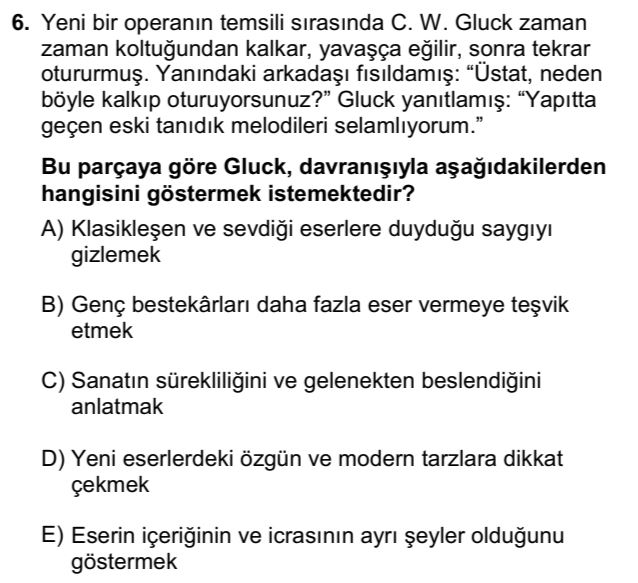 6. Yeni bir operanın temsili sırasında C. W. Gluck zaman
zaman koltuğundan kalkar, yavaşça eğilir, sonra tekrar
otururmuş. Yanındaki arkadaşı fısıldamış: “Üstat, neden
böyle kalkıp oturuyorsunuz?” Gluck yanıtlamış: “Yapıtta
geçen eski tanıdık melodileri selamlıyorum.”
Bu parçaya göre Gluck, davranışıyla aşağıdakilerden
hangisini göstermek istemektedir?
A) Klasikleşen ve sevdiği eserlere duyduğu saygıyı
gizlemek
B) Genç bestekârları daha fazla eser vermeye teşvik
etmek
C) Sanatın sürekliliğini ve gelenekten beslendiğini
anlatmak
D) Yeni eserlerdeki özgün ve modern tarzlara dikkat
çekmek
E) Eserin içeriğinin ve icrasının ayrı şeyler olduğunu
göstermek